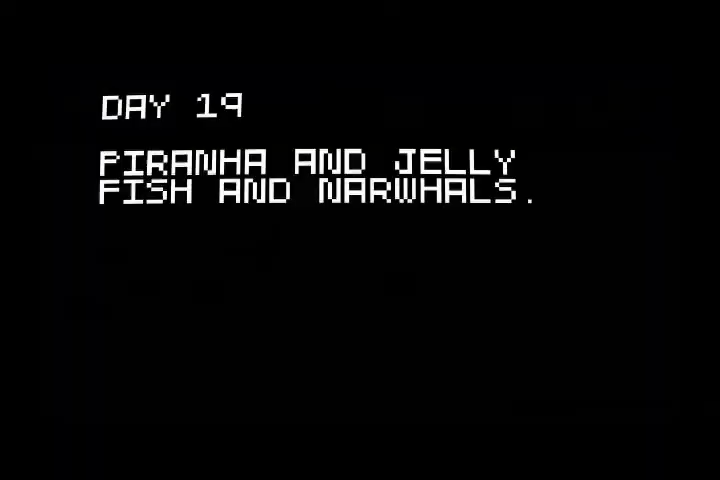 DAY 19
PIRANHA AND JELLY
FISH AND NARWHALS.